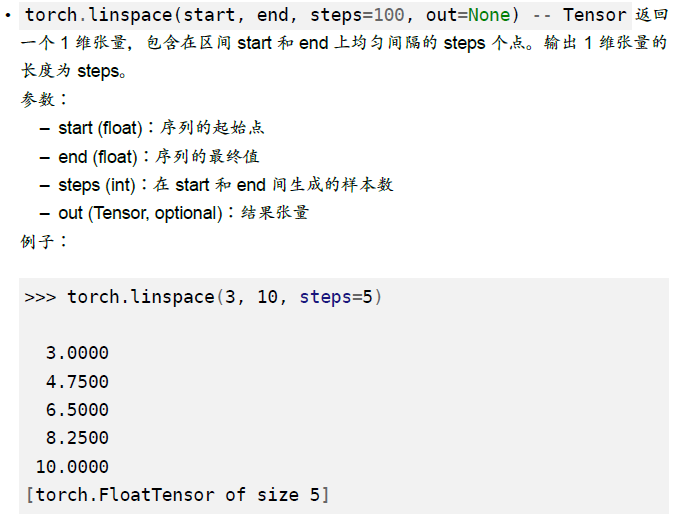 • torch.linspace(start, end, steps=100, out=None) -- Tensor 返回
一个 1 维张量，包含在区间 start 和 end 上均匀间隔的 steps 个点。输出 1 维张量的
长度为 steps。
参数：
– start (float)：序列的起始点
– end (float)：序列的最终值
– steps (int)：在 start 和 end 间生成的样本数
– out (Tensor, optional)：结果张量
例子：
>>> torch.linspace(3, 10, steps=5)
3.0000
4.7500
6.5000
8.2500
10.0000
[torch.FloatTensor of size 5]